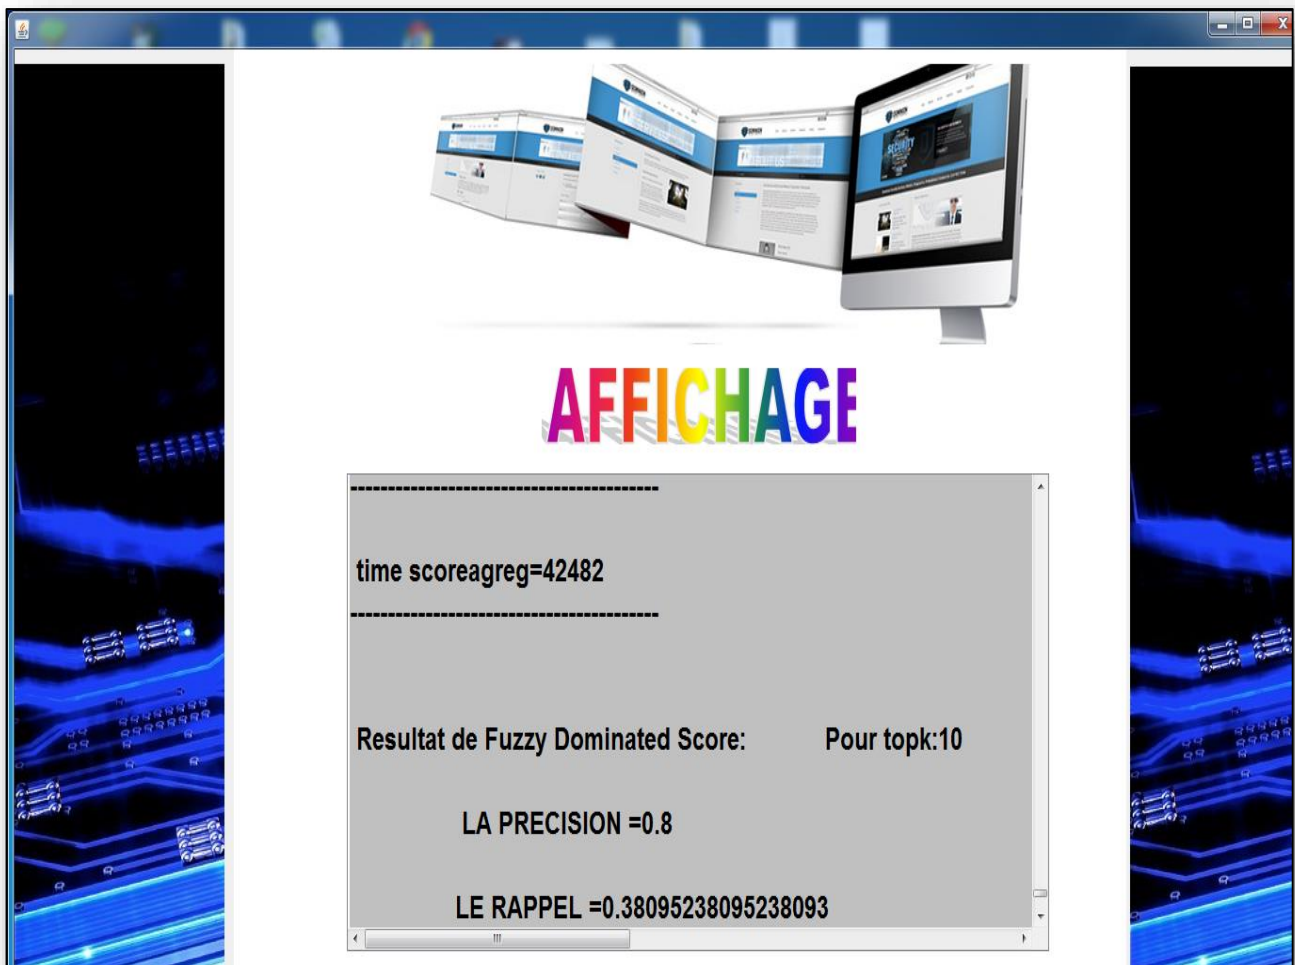 SECURITY
AFFICHAGE
-----------------------------------------
time scoreagreg=42482
-----------------------------------------
Resultat de Fuzzy Dominated Score: Pour topk:10
LA PRECISION =0.8
LE RAPPEL =0.38095238095238093